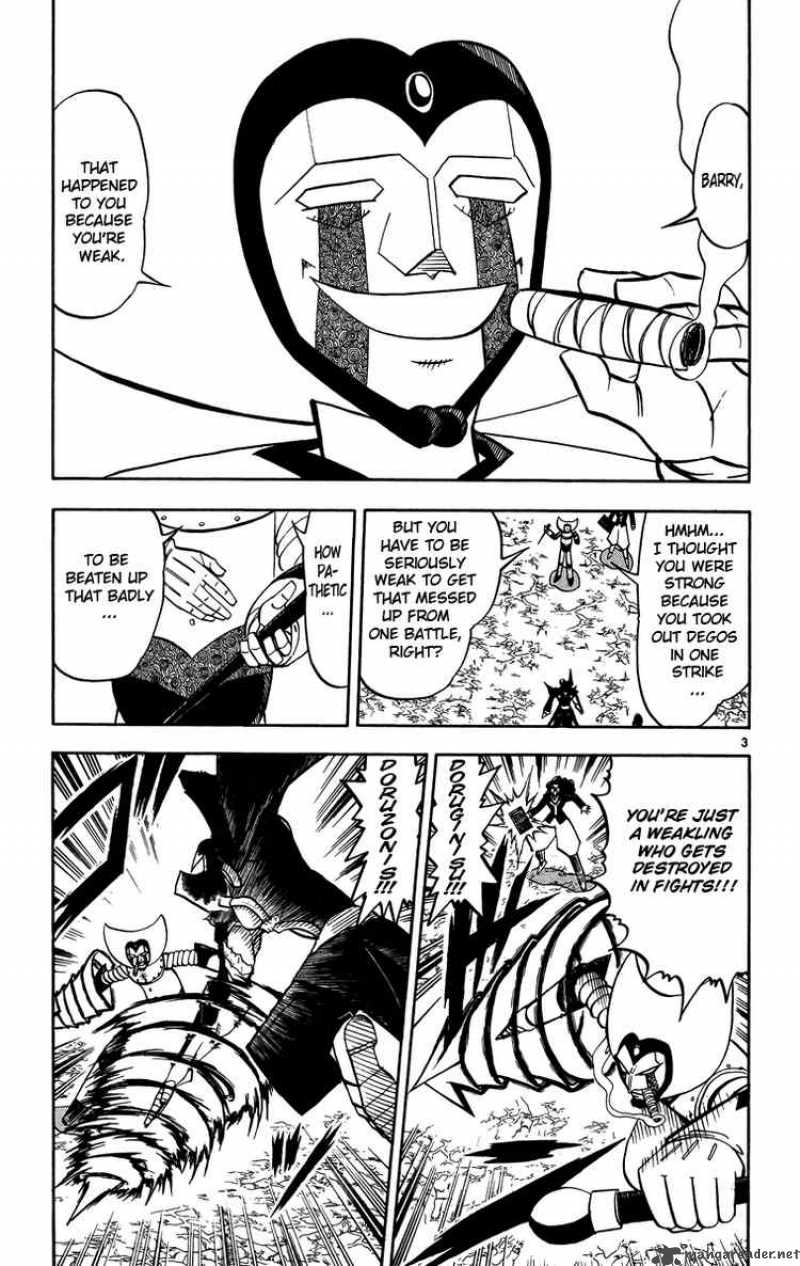 BARRY,
THAT
HAPPENED
TO YOU
BECAUSE
YOU'RE
WEAK.
HMHM...
I THOUGHT
YOU WERE
STRONG
BECAUSE
YOU TOOK
OUT DEGOS
IN ONE
STRIKE
...
BUT YOU
HAVE TO BE
SERIOUSLY
WEAK TO GET
THAT MESSED
UP FROM
ONE BATTLE,
RIGHT?
HOW
PA-
THETIC
...
TO BE
BEATEN UP
THAT BADLY
...
3
YOU'RE JUST
A WEAKLING
WHO GETS
DESTROYED
IN FIGHTS!!!
DORUGINSU!!!
DORUZONIS!!!
mangareader.net